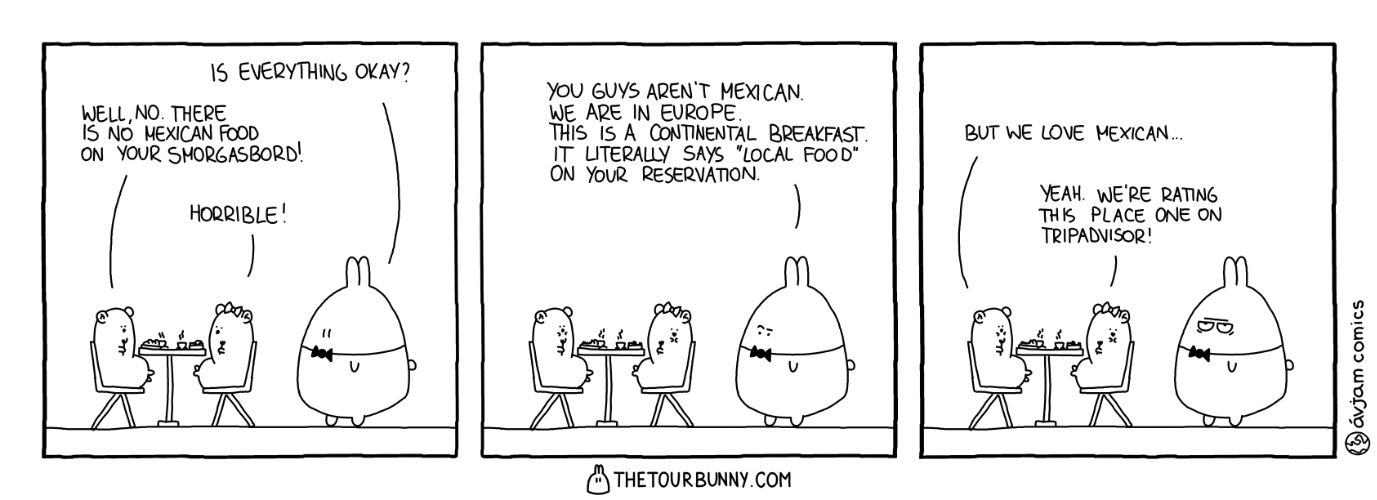 IS EVERYTHING OKAY?
WELL, NO. THERE
IS NO MEXICAN FOOD
ON YOUR SMORGASBORD!
HORRIBLE!
YOU GUYS AREN'T MEXICAN.
WE ARE IN EUROPE.
THIS IS A CONTINENTAL BREAKFAST.
IT LITERALLY SAYS "LOCAL FOOD"
ON YOUR RESERVATION.
BUT WE LOVE MEXICAN...
YEAH. WE'RE RATING
THIS PLACE ONE ON
TRIPADVISOR!
ávjam comics
THETOURBUNNY.COM